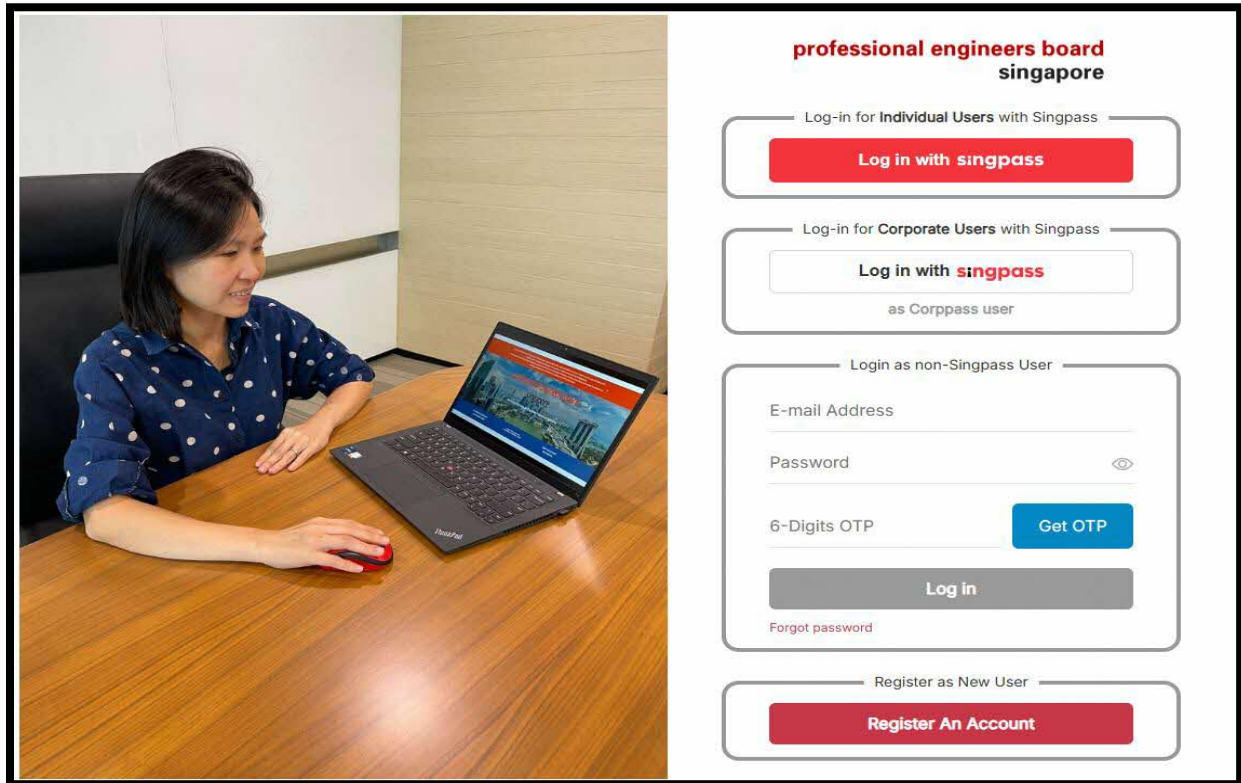 professional engineers board
singapore
Log-in for Individual Users with Singpass
Log in with singpass
Log-in for Corporate Users with Singpass
Log in with singpass
as Corppass user
Login as non-Singpass User
E-mail Address
Password
6-Digits OTP
Get OTP
Log in
Forgot password
Register as New User
Register An Account
ThinkPad